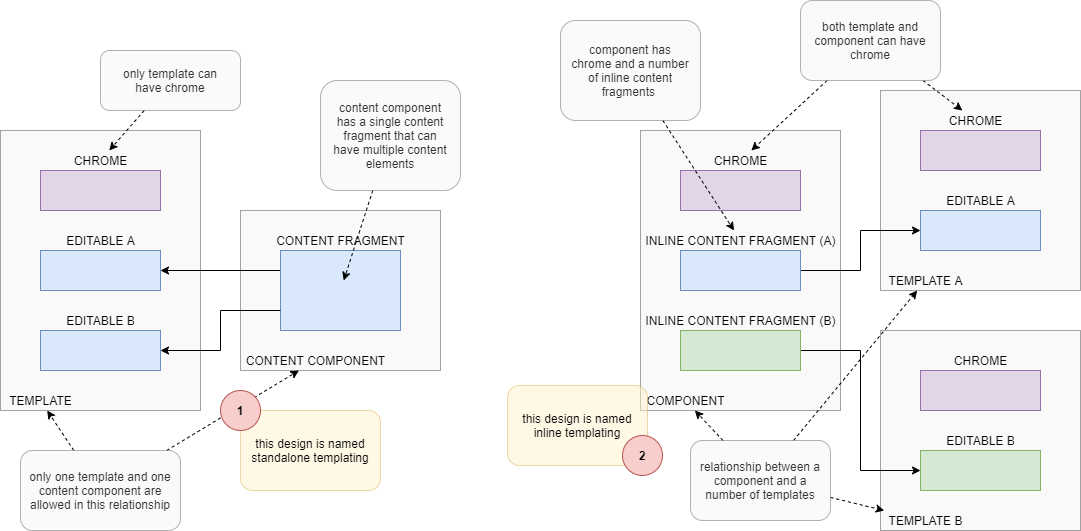 only template can
have chrome
content component
has a single content
fragment that can
have multiple content
elements
CHROME
EDITABLE A
EDITABLE B
TEMPLATE
CONTENT FRAGMENT
CONTENT COMPONENT
1
this design is named
standalone templating
only one template and one
content component are
allowed in this relationship
component has
chrome and a number
of inline content
fragments
both template and
component can have
chrome
CHROME
INLINE CONTENT FRAGMENT (A)
INLINE CONTENT FRAGMENT (B)
COMPONENT
this design is named
inline templating
2
relationship between a
component and a
number of templates
CHROME
EDITABLE A
TEMPLATE A
CHROME
EDITABLE B
TEMPLATE B